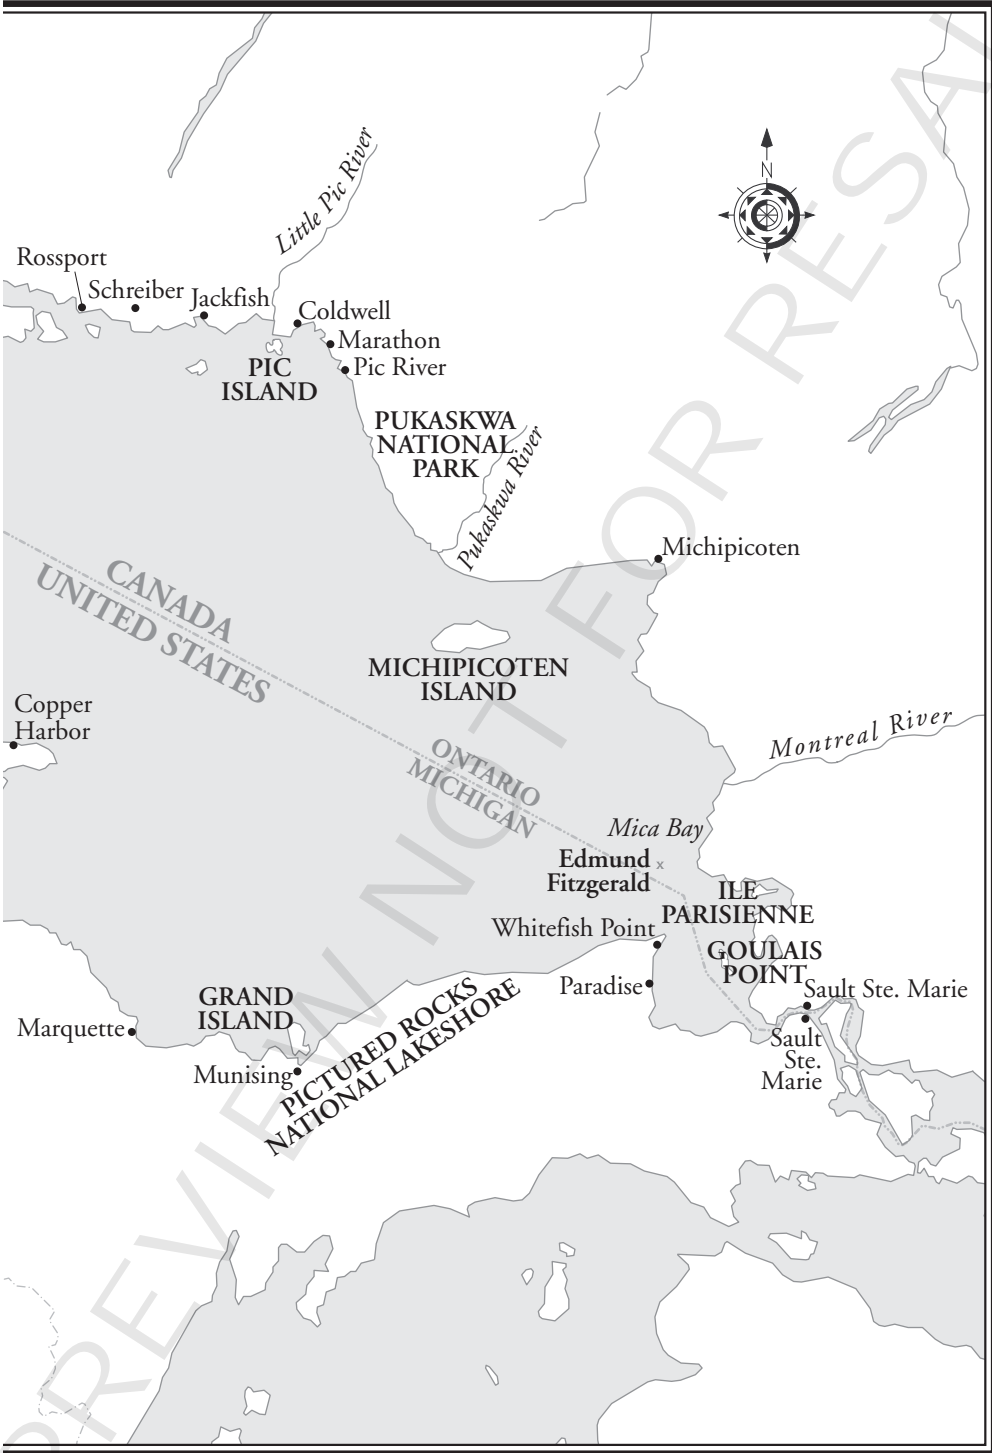 N
Little Pic River
Rossport
Schreiber
Jackfish
Coldwell
Marathon
Pic River
PIC
ISLAND
PUKASKWA
NATIONAL
PARK
Pukaskwa River
Michipicoten
CANADA
UNITED STATES
MICHIPICOTEN
ISLAND
Copper
Harbor
Montreal River
ONTARIO
MICHIGAN
Mica Bay
Edmund
Fitzgerald
x
ILE
PARISIENNE
Whitefish Point
GOULAIS
POINT
Paradise
Sault Ste. Marie
GRAND
ISLAND
Marquette
Sault
Ste.
Marie
Munising
PICTURED ROCKS
NATIONAL LAKESHORE
PREVIEW NOT FOR RESAL